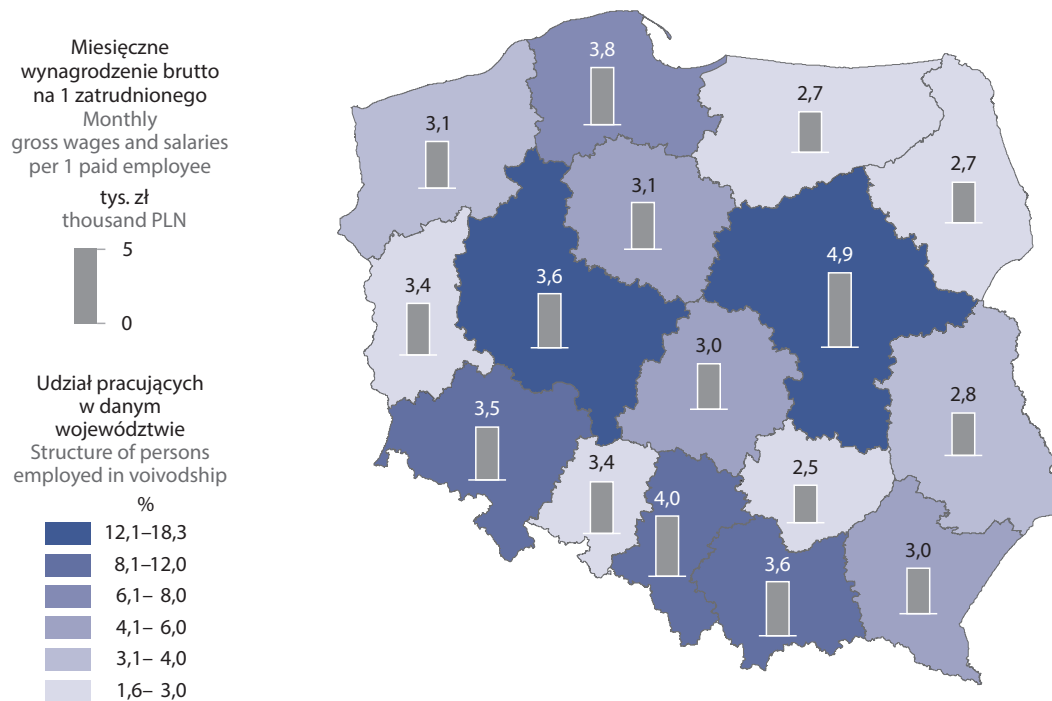 Miesięczne
wynagrodzenie brutto
na 1 zatrudnionego
Monthly
gross wages and salaries
per 1 paid employee
tys. zł
thousand PLN
5
0
Udział pracujących
w danym
województwie
Structure of persons
employed in voivodship
%
12,1–18,3
8,1–12,0
6,1– 8,0
4,1– 6,0
3,1– 4,0
1,6– 3,0
3,8
2,7
3,1
2,7
3,1
4,9
3,4
3,6
3,0
2,8
3,5
3,4
4,0
2,5
3,6
3,0